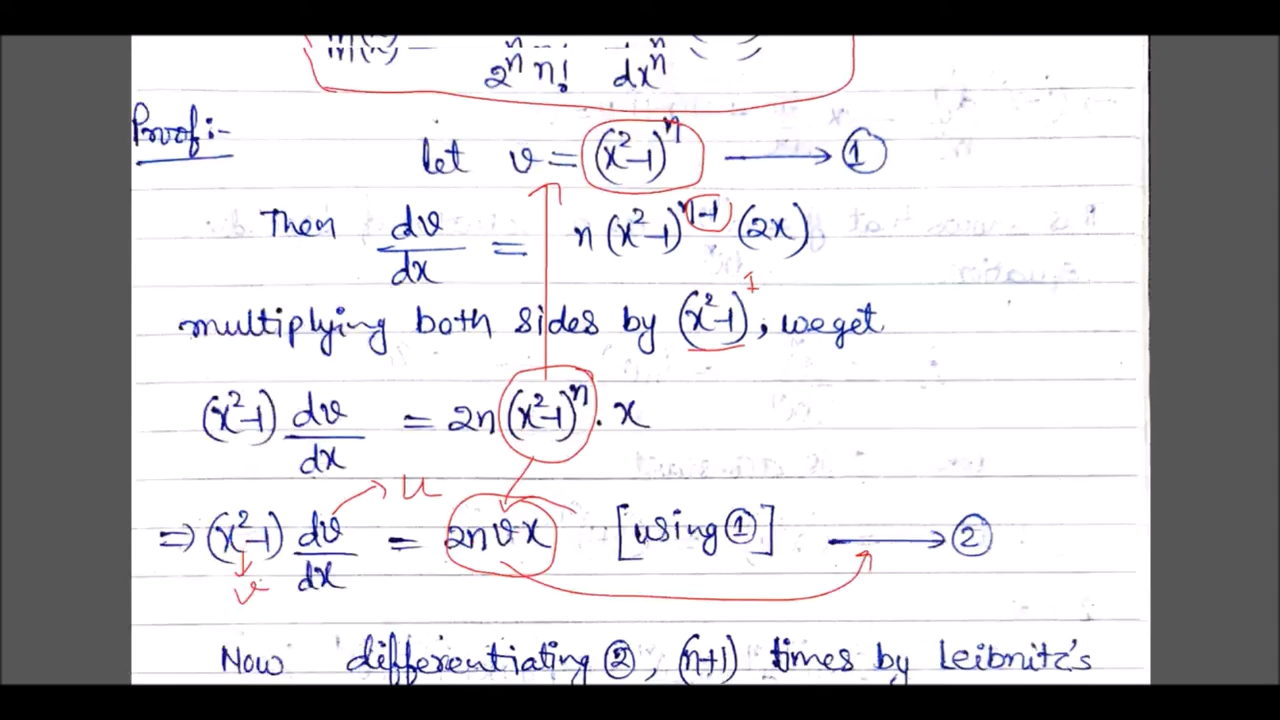 2ⁿ n! dxⁿ
Proof :-
let v = (x²-1)ⁿ ⟶ ①
Then dv/dx = n(x²-1)ⁿ⁻¹ (2x)
1
multiplying both sides by (x²-1), we get
(x²-1) dv/dx = 2n (x²-1)ⁿ . x
u
⇒ (x²-1) dv/dx = 2nvx [using ①] ⟶ ②
v
Now differentiating ②, (n+1) times by Leibnitz's